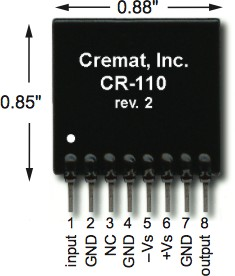 0.88"
0.85"
Cremat, Inc.
CR-110
rev. 2
1 2 3 4 5 6 7 8
input
GND
NC
GND
–Vs
+Vs
GND
output